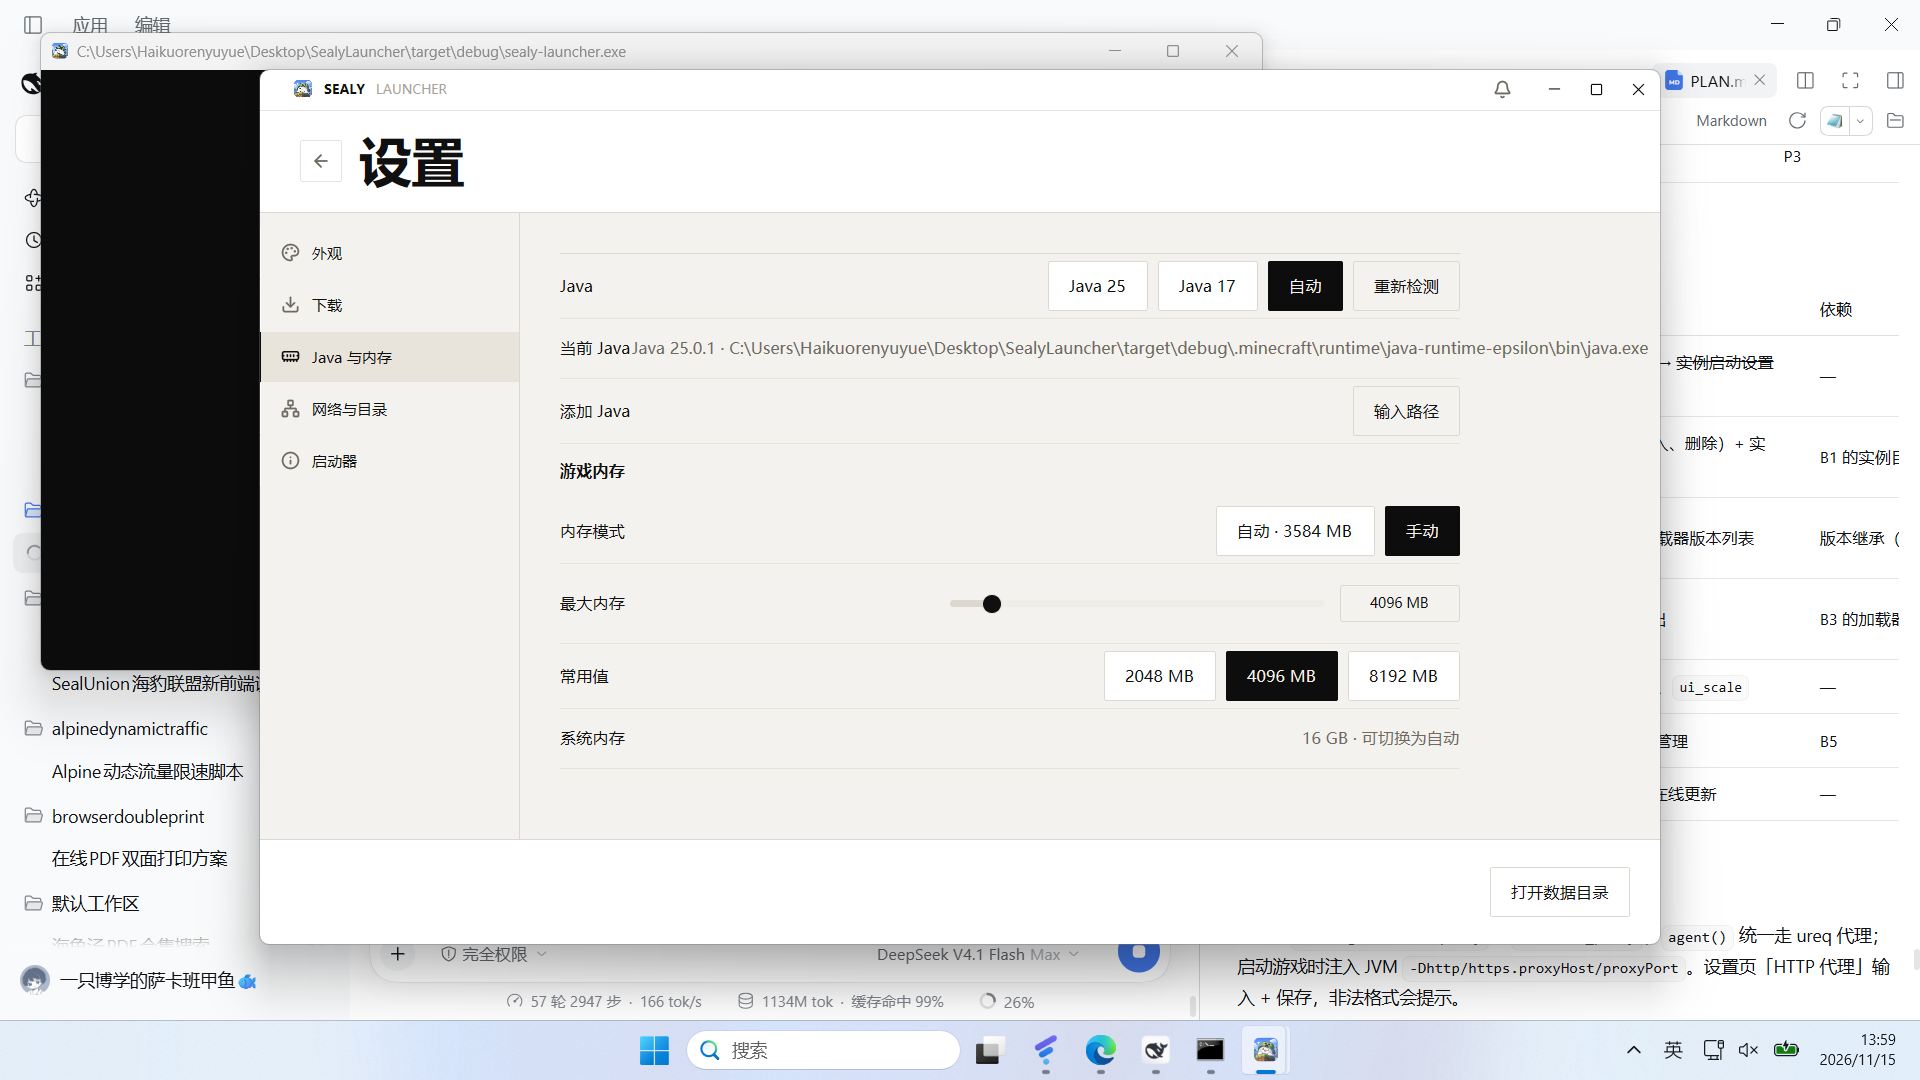 应用 编辑
C:\Users\Haikuorenyuyue\Desktop\SealyLauncher\target\debug\sealy-launcher.exe
SEALY LAUNCHER
设置
外观
下载
Java 与内存
网络与目录
启动器
Java
Java 25
Java 17
自动
重新检测
当前 Java
Java 25.0.1 · C:\Users\Haikuorenyuyue\Desktop\SealyLauncher\target\debug\.minecraft\runtime\java-runtime-epsilon\bin\java.exe
添加 Java
输入路径
游戏内存
内存模式
自动 · 3584 MB
手动
最大内存
4096 MB
常用值
2048 MB
4096 MB
8192 MB
系统内存
16 GB · 可切换为自动
打开数据目录
PLAN.m
Markdown
P3
依赖
→ 实例启动设置
—
、删除）+ 实
B1 的实例
载器版本列表
版本继承（
B3 的加载器
ui_scale
—
管理
B5
在线更新
—
agent() 统一走 ureq 代理；
启动游戏时注入 JVM -Dhttp/https.proxyHost/proxyPort 。设置页「HTTP 代理」输
入 + 保存，非法格式会提示。
SealUnion海豹联盟新前端
alpinedynamictraffic
Alpine动态流量限速脚本
browserdoubleprint
在线PDF双面打印方案
默认工作区
一只博学的萨卡班甲鱼
完全权限
DeepSeek V4.1 Flash Max
57 轮 2947 步 · 166 tok/s
1134M tok · 缓存命中 99%
26%
搜索
英
13:59
2026/11/15